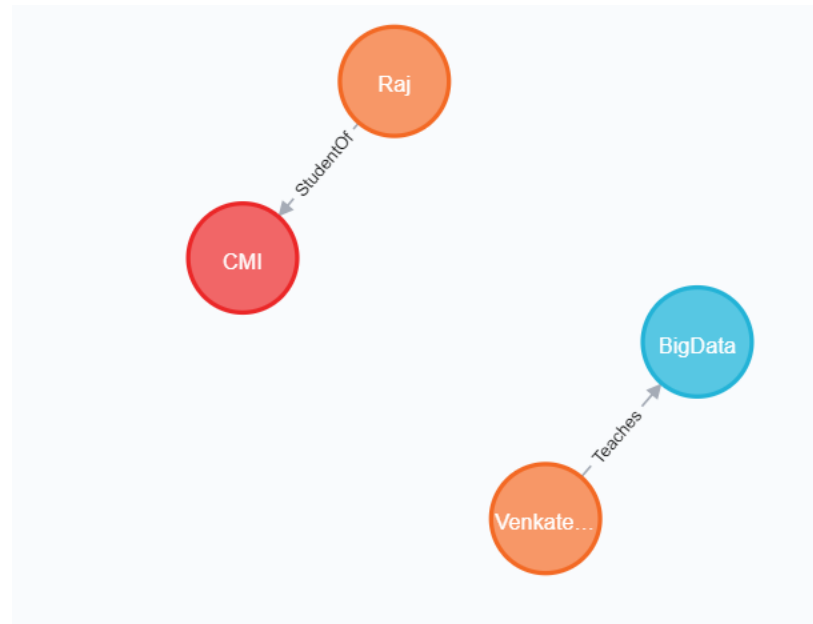 Raj
StudentOf
CMI
BigData
Teaches
Venkate...